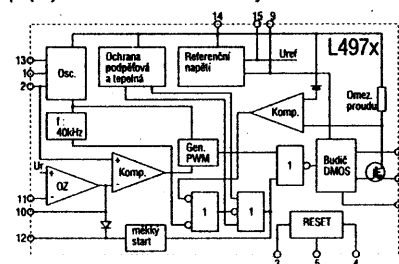 14 15 9
L497x
13
1
2
Osc.
Ochrana
podpěťová
a tepelná
Referenční
napětí
Uref
Omez.
proudu
Komp.
f :
40kHz
Gen.
PWM
Ur
+
-
Komp.
+
-
OZ
1
Budič
DMOS
11
10
1
1
12
měkký
start
RESET
3 5 4